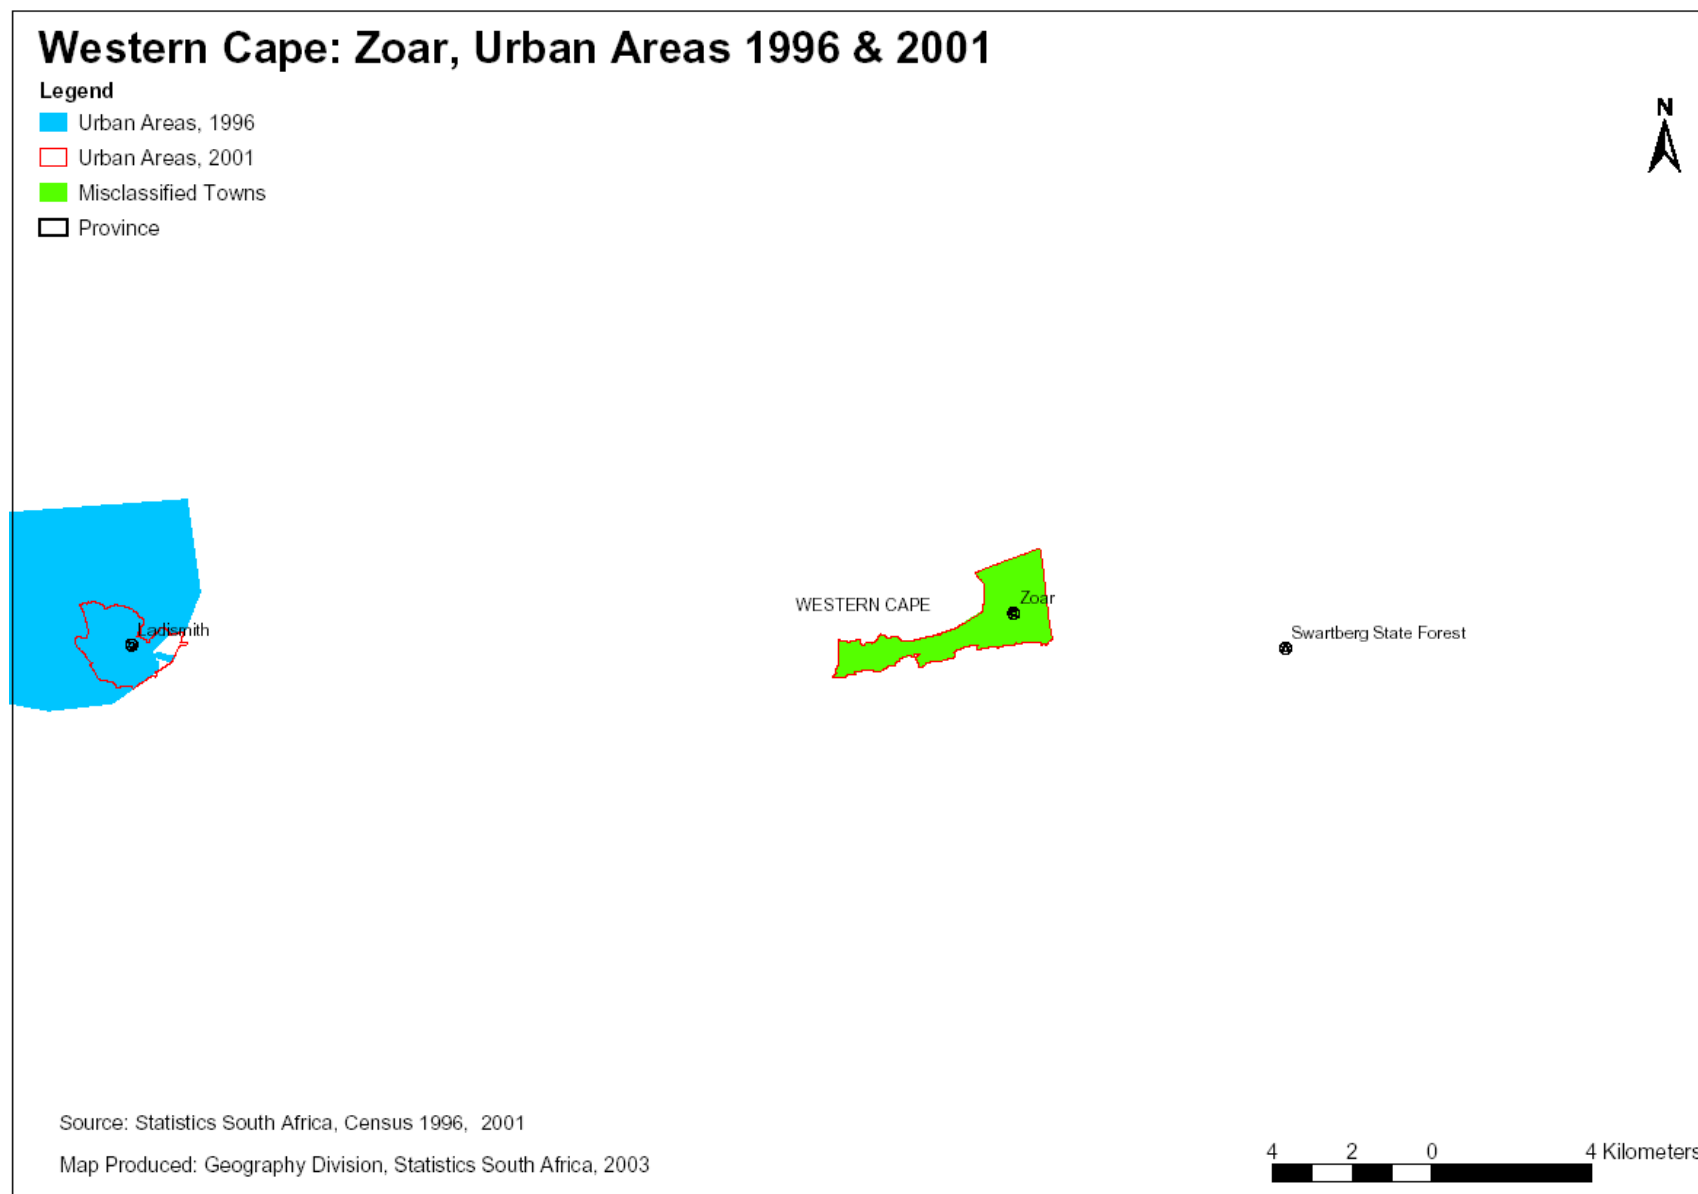 Western Cape: Zoar, Urban Areas 1996 & 2001
Legend
Urban Areas, 1996
Urban Areas, 2001
Misclassified Towns
Province
N
Ladismith
WESTERN CAPE
Zoar
Swartberg State Forest
Source: Statistics South Africa, Census 1996, 2001
Map Produced: Geography Division, Statistics South Africa, 2003
4 2 0 4 Kilometers